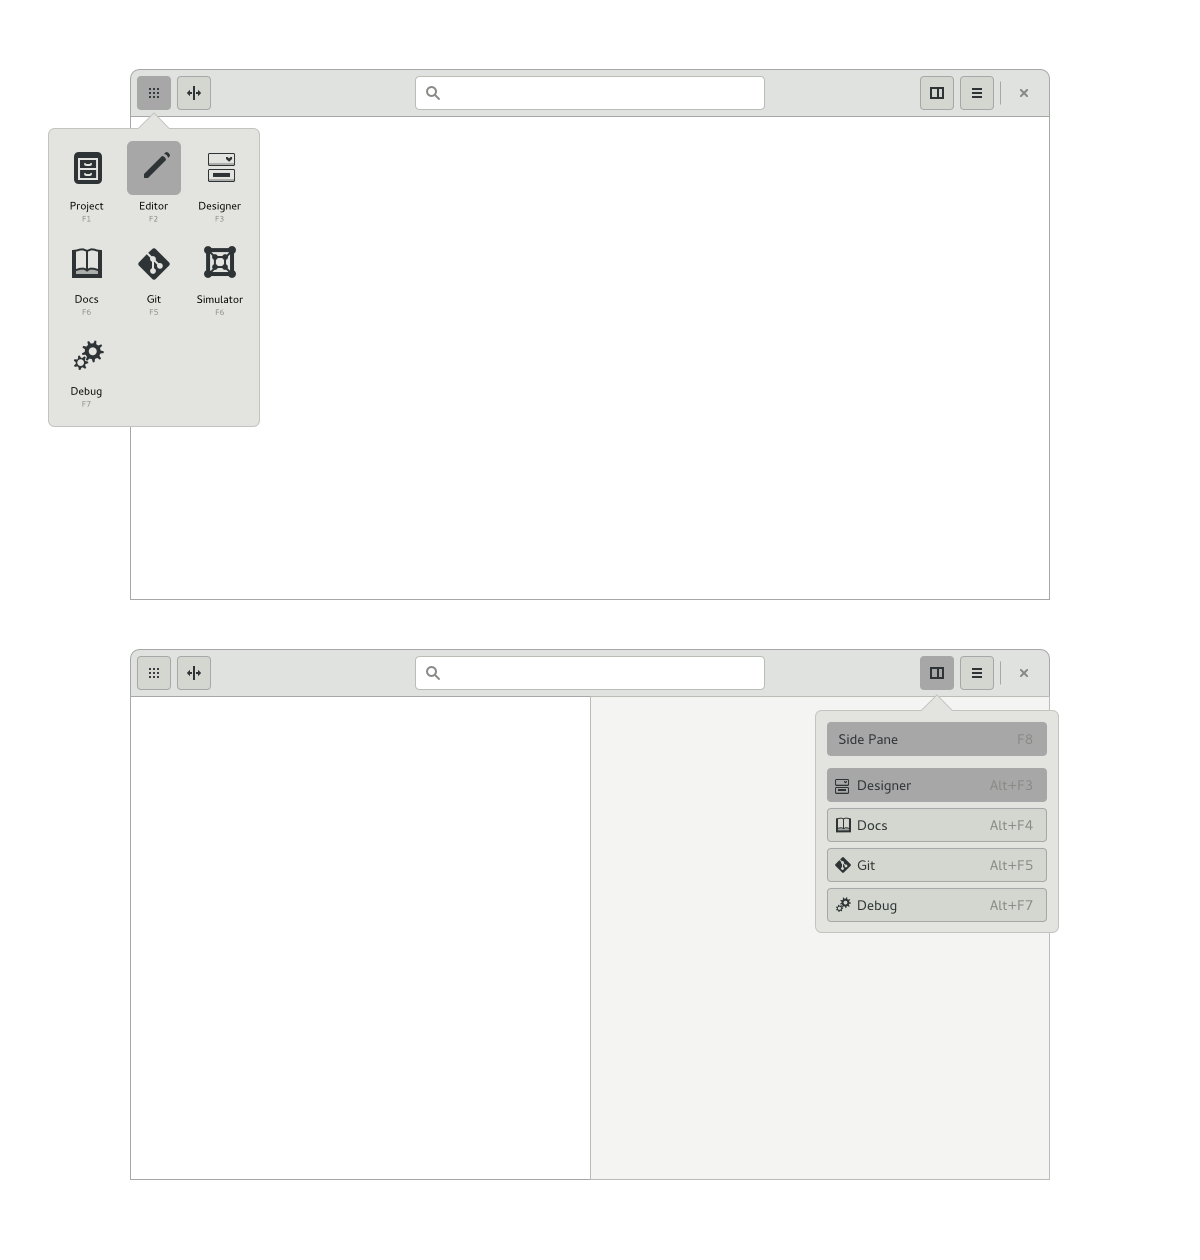 Project Editor Designer
F1 F2 F3
Docs Git Simulator
F6 F5 F6
Debug
F7
Side Pane F8
Designer Alt+F3
Docs Alt+F4
Git Alt+F5
Debug Alt+F7